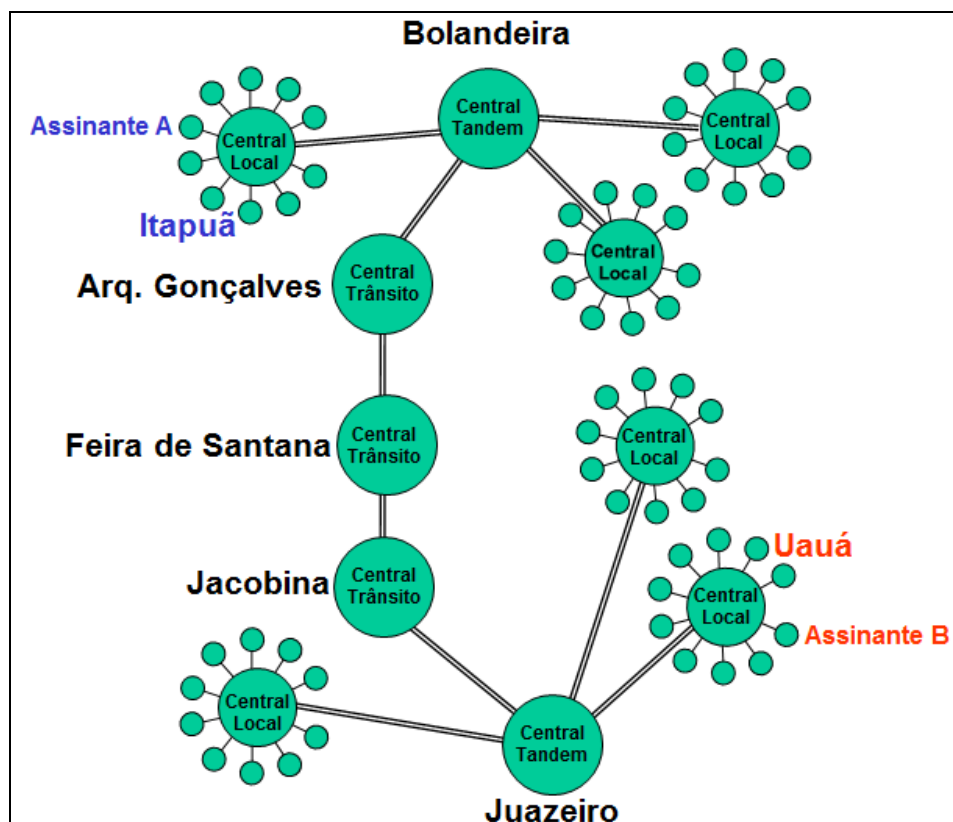 Bolandeira
Assinante A
Central
Local
Central
Tandem
Central
Local
Itapuã
Central
Local
Arq. Gonçalves
Central
Trânsito
Feira de Santana
Central
Trânsito
Central
Local
Uauá
Jacobina
Central
Trânsito
Central
Local
Assinante B
Central
Local
Central
Tandem
Juazeiro